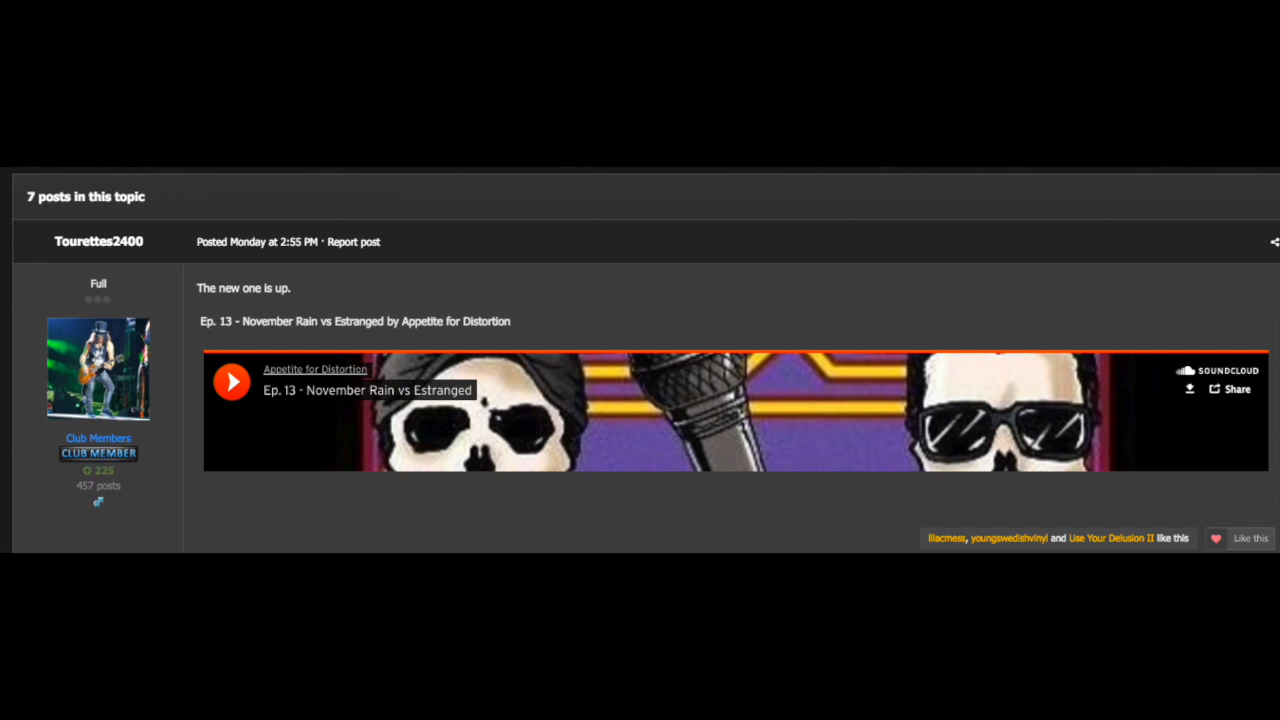 7 posts in this topic
Tourettes2400
Posted Monday at 2:55 PM · Report post
Full
The new one is up.
Ep. 13 - November Rain vs Estranged by Appetite for Distortion
Appetite for Distortion
Ep. 13 - November Rain vs Estranged
SOUNDCLOUD
Share
Club Members
CLUB MEMBER
225
457 posts
lilacmess, youngswedishvinyl and Use Your Delusion II like this
Like this